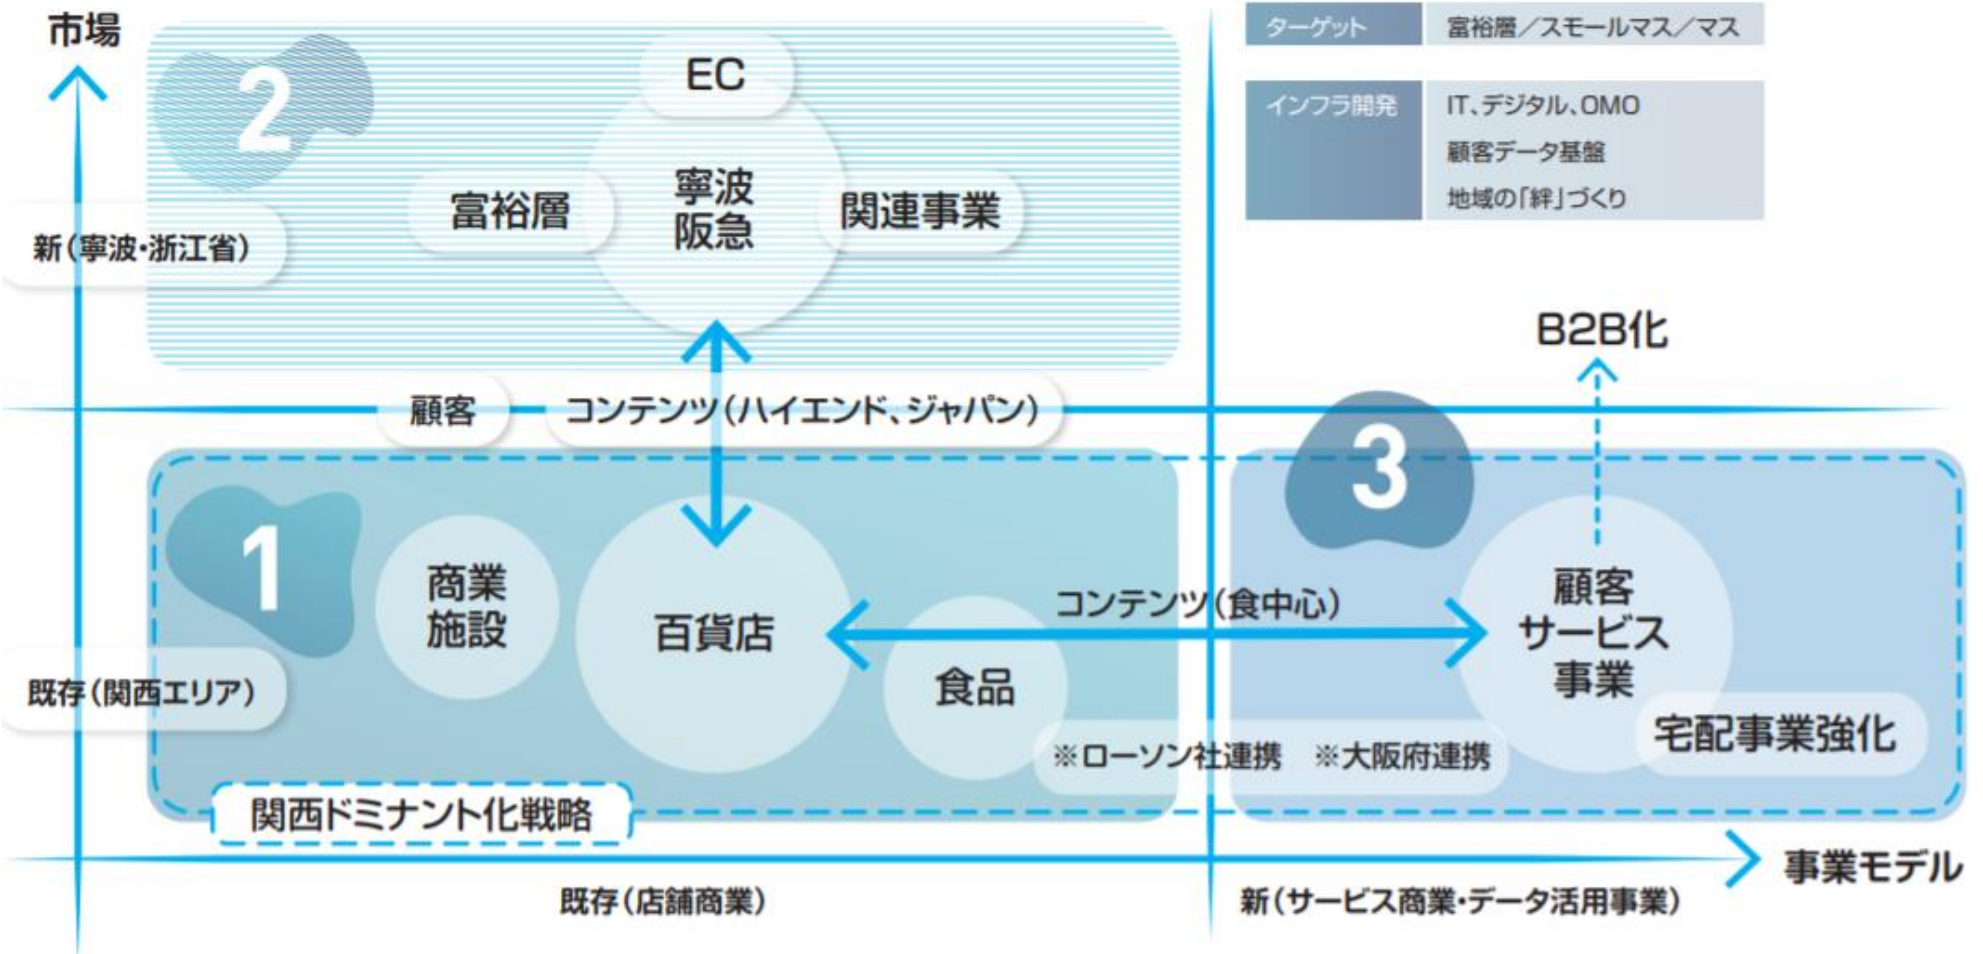 市場
ターゲット
富裕層／スモールマス／マス
インフラ開発
IT、デジタル、OMO
顧客データ基盤
地域の「絆」づくり
2
EC
富裕層
寧波
阪急
関連事業
新(寧波・浙江省)
B2B化
顧客
コンテンツ(ハイエンド、ジャパン)
3
1
商業
施設
百貨店
食品
コンテンツ(食中心)
顧客
サービス
事業
宅配事業強化
既存(関西エリア)
※ローソン社連携　※大阪府連携
関西ドミナント化戦略
事業モデル
既存(店舗商業)
新(サービス商業・データ活用事業)